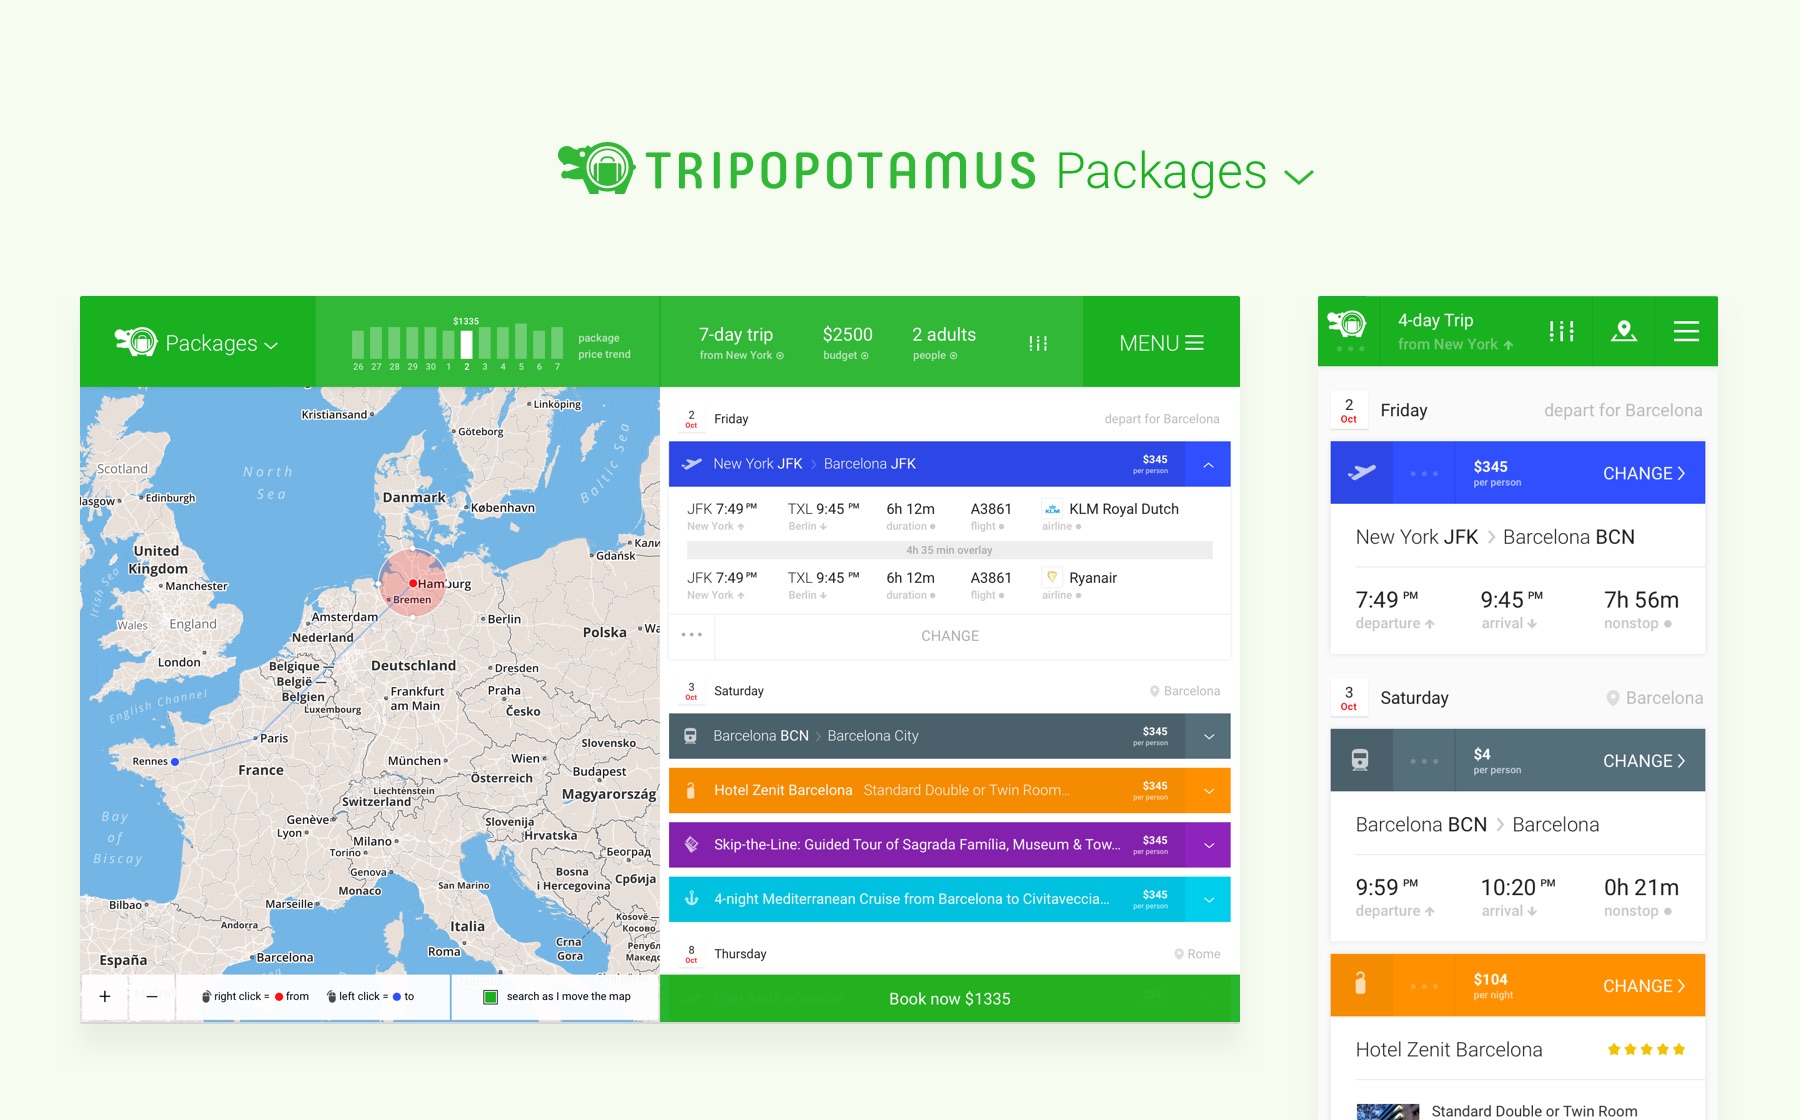 TRIPOPOTAMUS Packages
Packages
$1335
26 27 28 29 30 1 2 3 4 5 6 7
package
price trend
7-day trip
from New York
$2500
budget
2 adults
people
MENU
Kristiansand
Linköping
Göteborg
Baltic Sea
North
Sea
Scotland
Edinburgh
lasgow
Danmark
København
United
Kingdom
Manchester
Irish Sea
Kали
Gdańsk
Hamburg
Bremen
Wales
England
London
Amsterdam
Nederland
Berlin
Polska
Wa
Belgique
België
Belgien
Deutschland
Dresden
English Channel
Luxembourg
Frankfurt
am Main
Praha
Česko
Paris
Rennes
France
München
Slovensko
Wien
Österreich
Budapest
Liechtenstein
Switzerland
Magyarország
Bay
of
Biscay
Genève
Lyon
Milano
Torino
Slovenija
Hrvatska
Genova
Monaco
San Marino
Београд
Bosna
i Hercegovina
Србија
Bilbao
Marseille
Andorra
Italia
Kosovë
Косово
España
Barcelona
Roma
Crna
Gora
Републ
Македо
+
−
right click = from
left click = to
search as I move the map
2
Oct
Friday
depart for Barcelona
New York JFK > Barcelona JFK
$345
per person
JFK 7:49 PM
New York
TXL 9:45 PM
Berlin
6h 12m
duration
A3861
flight
KLM
KLM Royal Dutch
airline
4h 35 min overlay
JFK 7:49 PM
New York
TXL 9:45 PM
Berlin
6h 12m
duration
A3861
flight
Ryanair
airline
CHANGE
3
Oct
Saturday
Barcelona
Barcelona BCN > Barcelona City
$345
per person
Hotel Zenit Barcelona Standard Double or Twin Room...
$345
per person
Skip-the-Line: Guided Tour of Sagrada Família, Museum & Tow...
$345
per person
4-night Mediterranean Cruise from Barcelona to Civitaveccia...
$345
per person
8
Oct
Thursday
Rome
Book now $1335
4-day Trip
from New York
2
Oct
Friday
depart for Barcelona
$345
per person
CHANGE
New York JFK > Barcelona BCN
7:49 PM
departure
9:45 PM
arrival
7h 56m
nonstop
3
Oct
Saturday
Barcelona
$4
per person
CHANGE
Barcelona BCN > Barcelona
9:59 PM
departure
10:20 PM
arrival
0h 21m
nonstop
$104
per night
CHANGE
Hotel Zenit Barcelona
Standard Double or Twin Room